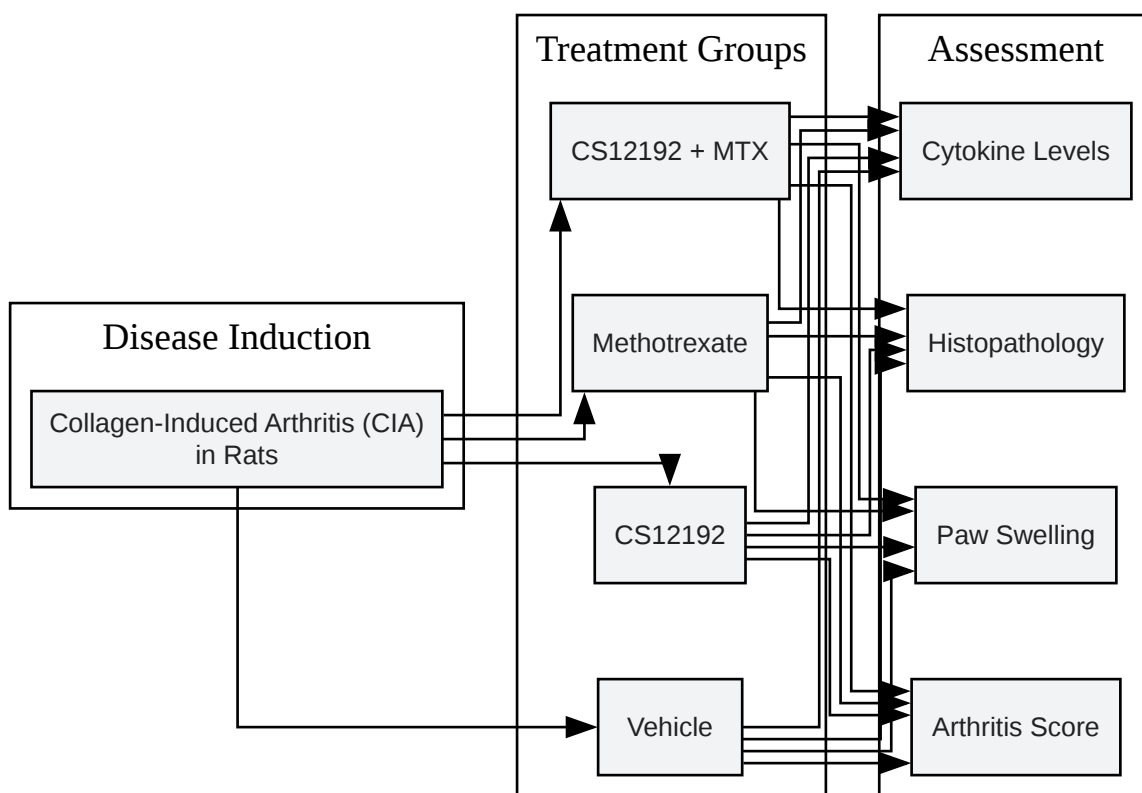 Treatment Groups
Assessment
CS12192 + MTX
Cytokine Levels
Disease Induction
Methotrexate
Histopathology
Collagen-Induced Arthritis (CIA)
in Rats
CS12192
Paw Swelling
Vehicle
Arthritis Score